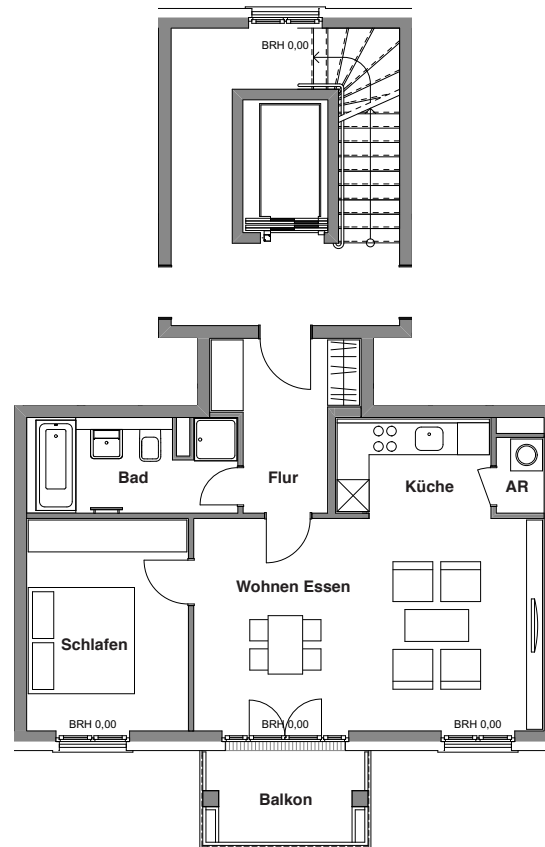 BRH 0,00
Bad
Flur
Küche
AR
Wohnen Essen
Schlafen
BRH 0,00
BRH 0,00
BRH 0,00
Balkon